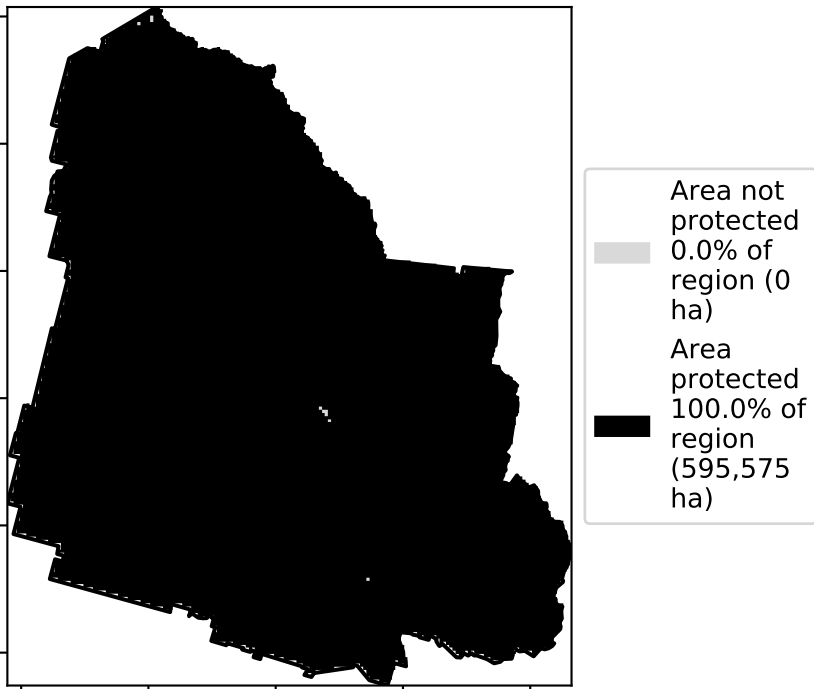 Area not
protected
0.0% of
region (0
ha)
Area
protected
100.0% of
region
(595,575
ha)